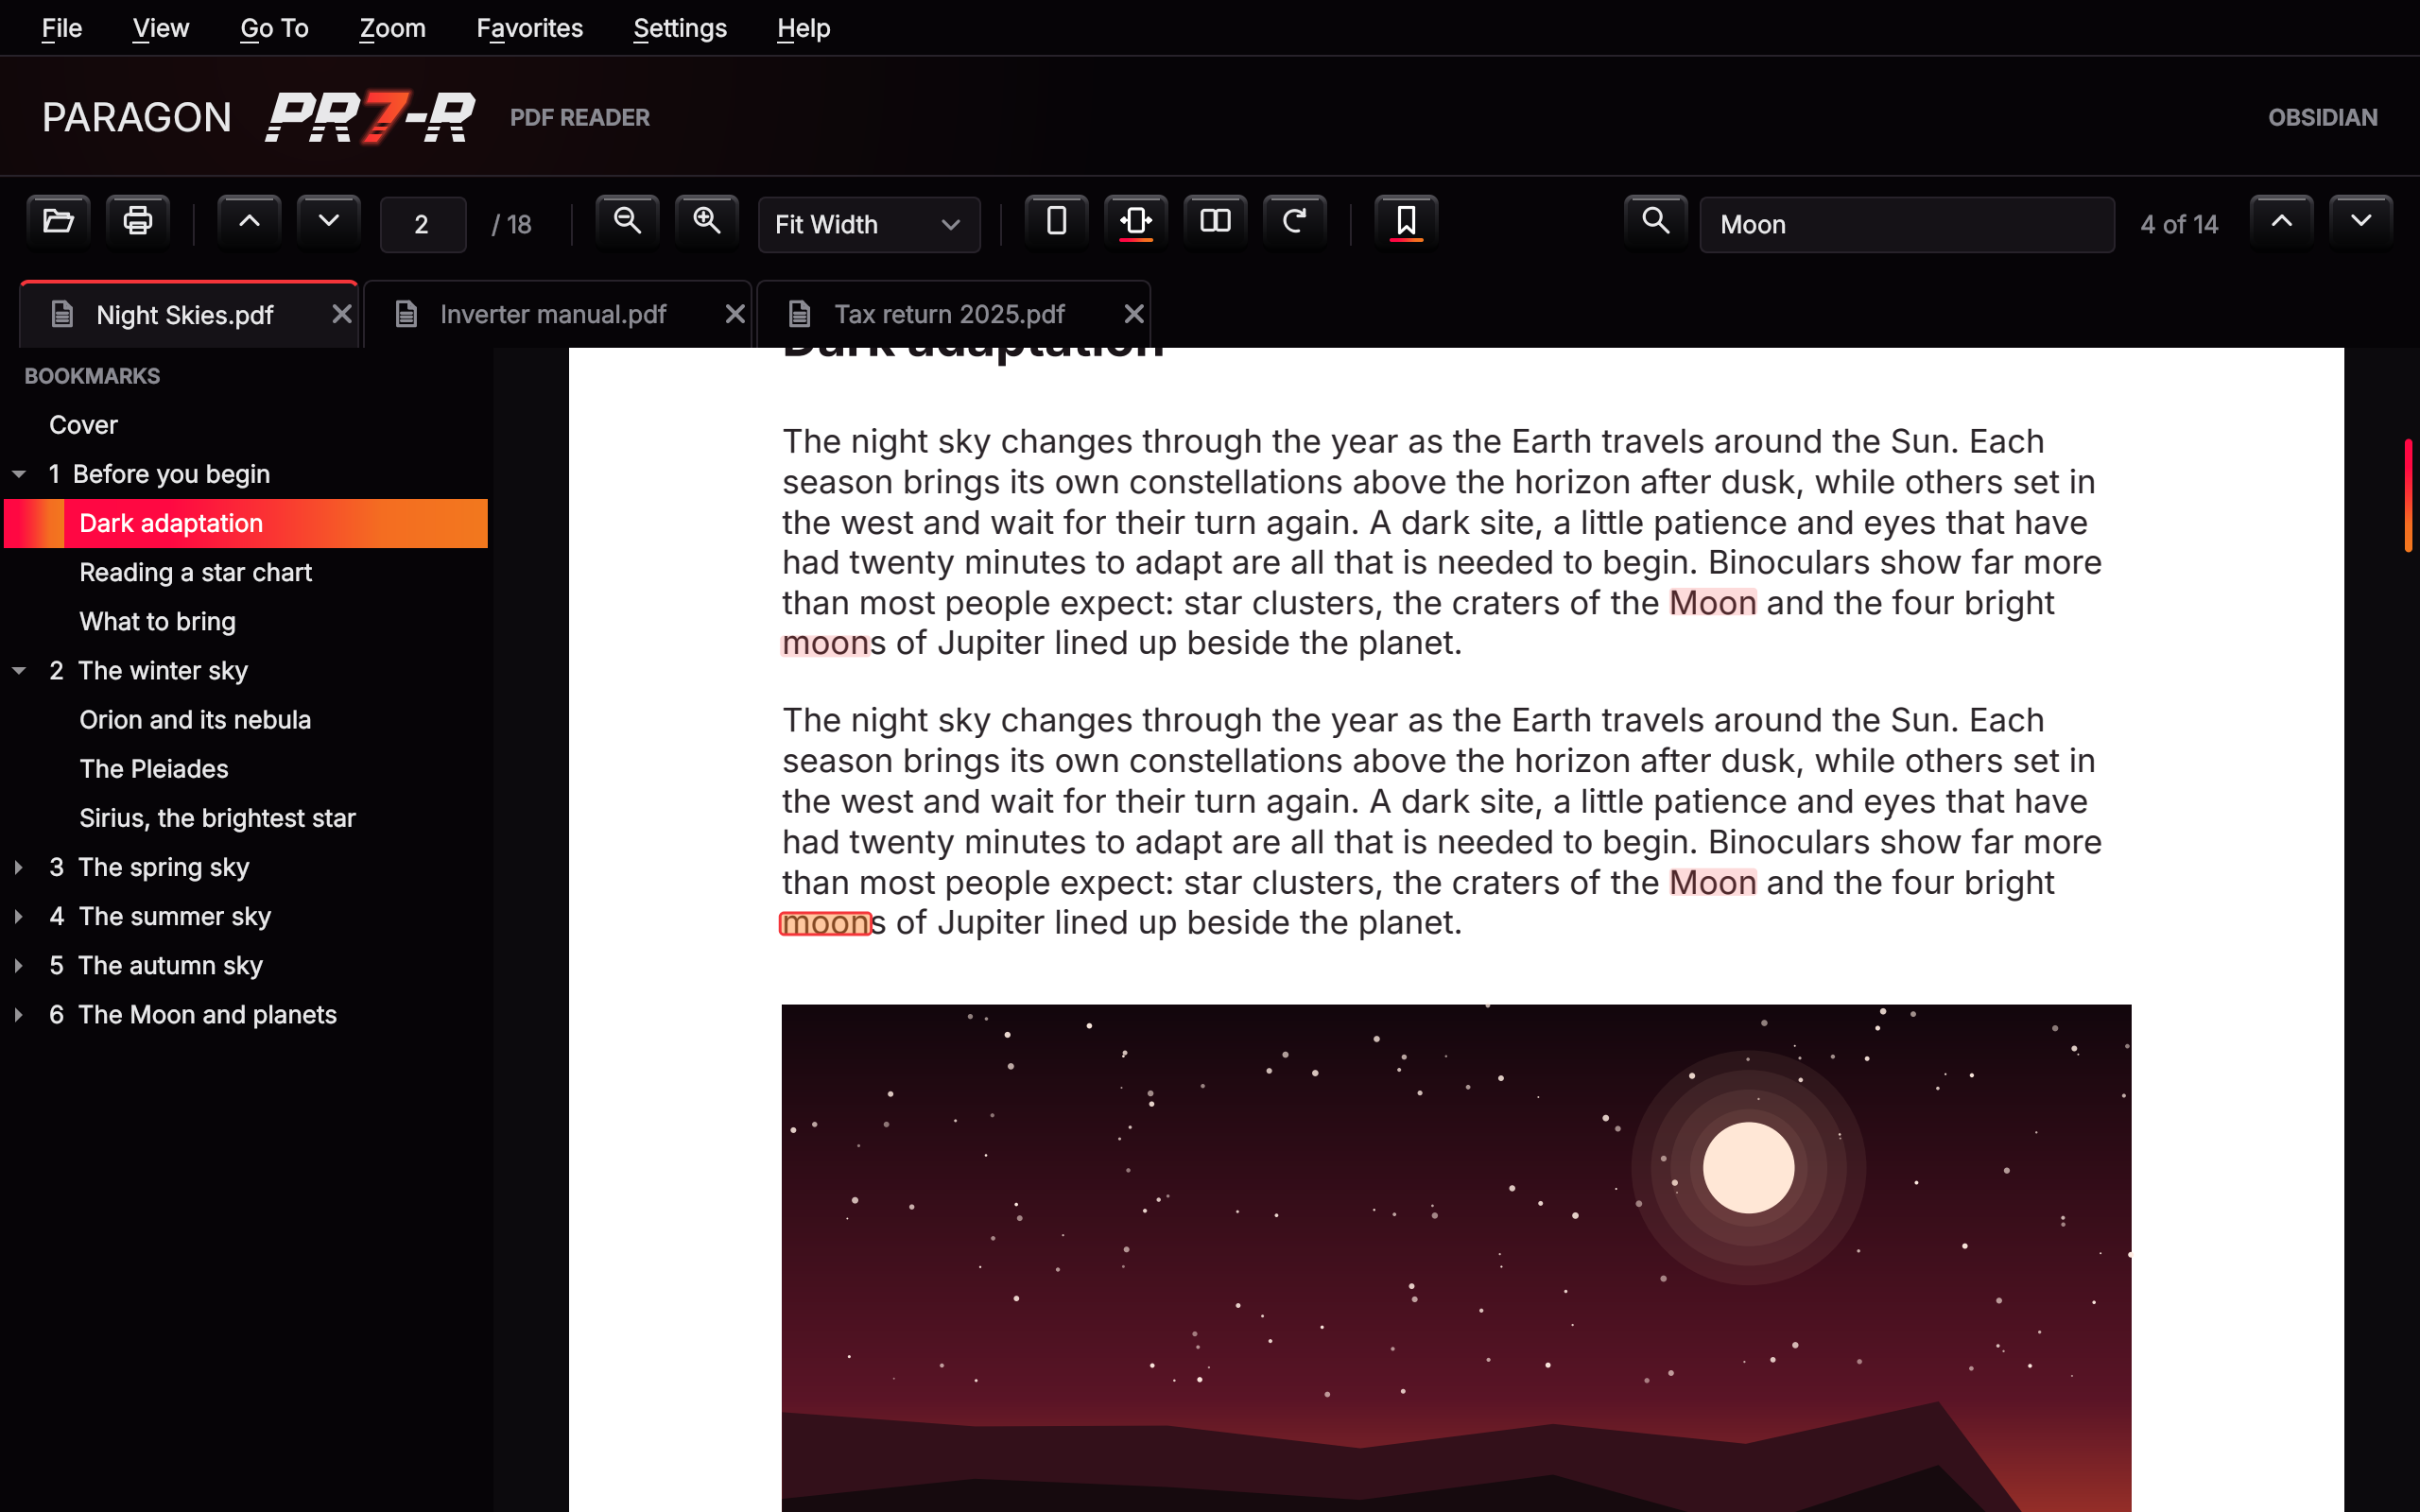 File View Go To Zoom Favorites Settings Help
PARAGON PR7-R PDF READER OBSIDIAN
2 / 18 Fit Width Moon 4 of 14
Night Skies.pdf Inverter manual.pdf Tax return 2025.pdf
BOOKMARKS
Cover
1 Before you begin
Dark adaptation
Reading a star chart
What to bring
2 The winter sky
Orion and its nebula
The Pleiades
Sirius, the brightest star
3 The spring sky
4 The summer sky
5 The autumn sky
6 The Moon and planets
Dark adaptation
The night sky changes through the year as the Earth travels around the Sun. Each
season brings its own constellations above the horizon after dusk, while others set in
the west and wait for their turn again. A dark site, a little patience and eyes that have
had twenty minutes to adapt are all that is needed to begin. Binoculars show far more
than most people expect: star clusters, the craters of the Moon and the four bright
moons of Jupiter lined up beside the planet.
The night sky changes through the year as the Earth travels around the Sun. Each
season brings its own constellations above the horizon after dusk, while others set in
the west and wait for their turn again. A dark site, a little patience and eyes that have
had twenty minutes to adapt are all that is needed to begin. Binoculars show far more
than most people expect: star clusters, the craters of the Moon and the four bright
moons of Jupiter lined up beside the planet.